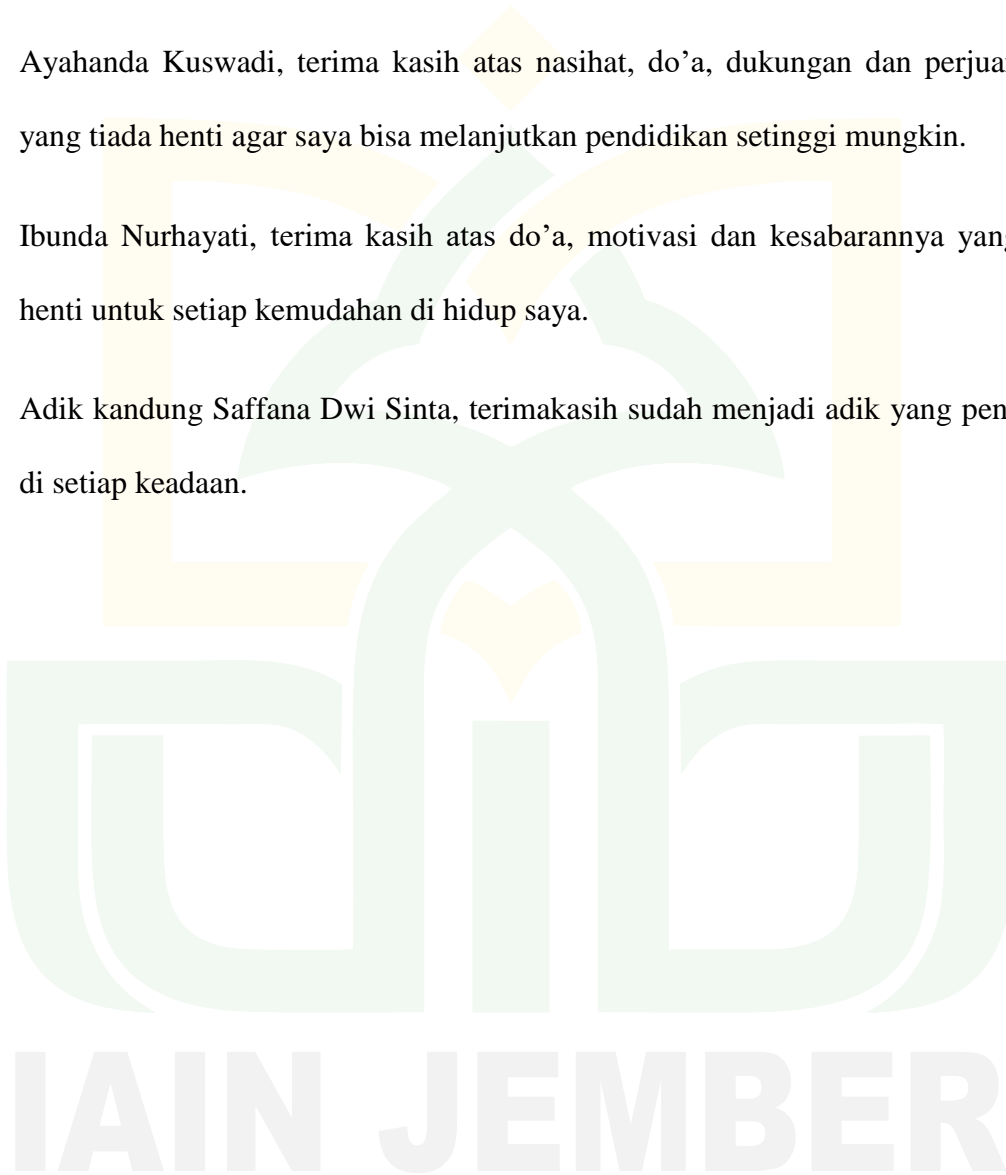 Ayahanda Kuswadi, terima kasih atas nasihat, do’a, dukungan dan
yang tiada henti agar saya bisa melanjutkan pendidikan setinggi mungkin.
Ibunda Nurhayati, terima kasih atas do’a, motivasi dan kesabarannya
henti untuk setiap kemudahan di hidup saya.
Adik kandung Saffana Dwi Sinta, terimakasih sudah menjadi adik yang
di setiap keadaan.
IAIN JEMBER